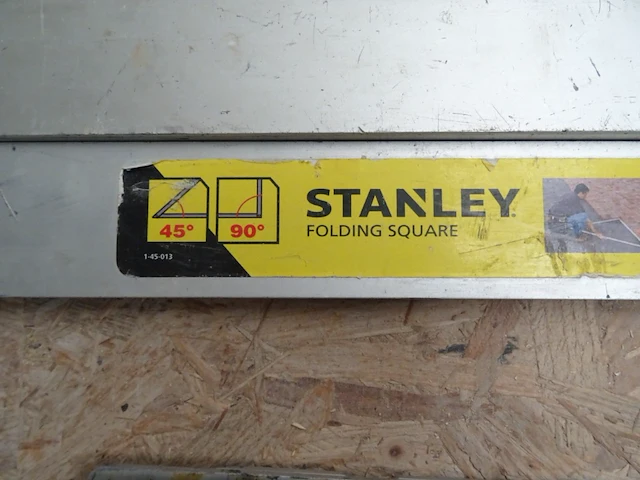 45° 90°
STANLEY
FOLDING SQUARE
1-45-013